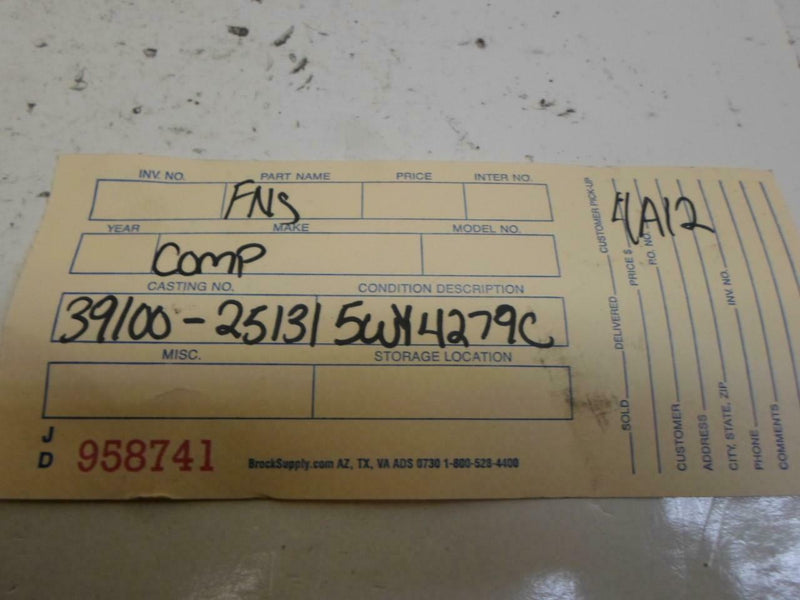 INV. NO. PART NAME PRICE INTER NO.
FNS
YEAR MAKE MODEL NO.
COMP
CASTING NO. CONDITION DESCRIPTION
39100-25131 5WY4279C
MISC. STORAGE LOCATION
J
D 958741
BrockSupply.com AZ, TX, VA ADS 0730 1-800-528-4400
SOLD DELIVERED CUSTOMER PICK-UP
PRICE $
P.O. NO.
A12
CUSTOMER
ADDRESS
CITY, STATE, ZIP INV. NO.
PHONE
COMMENTS